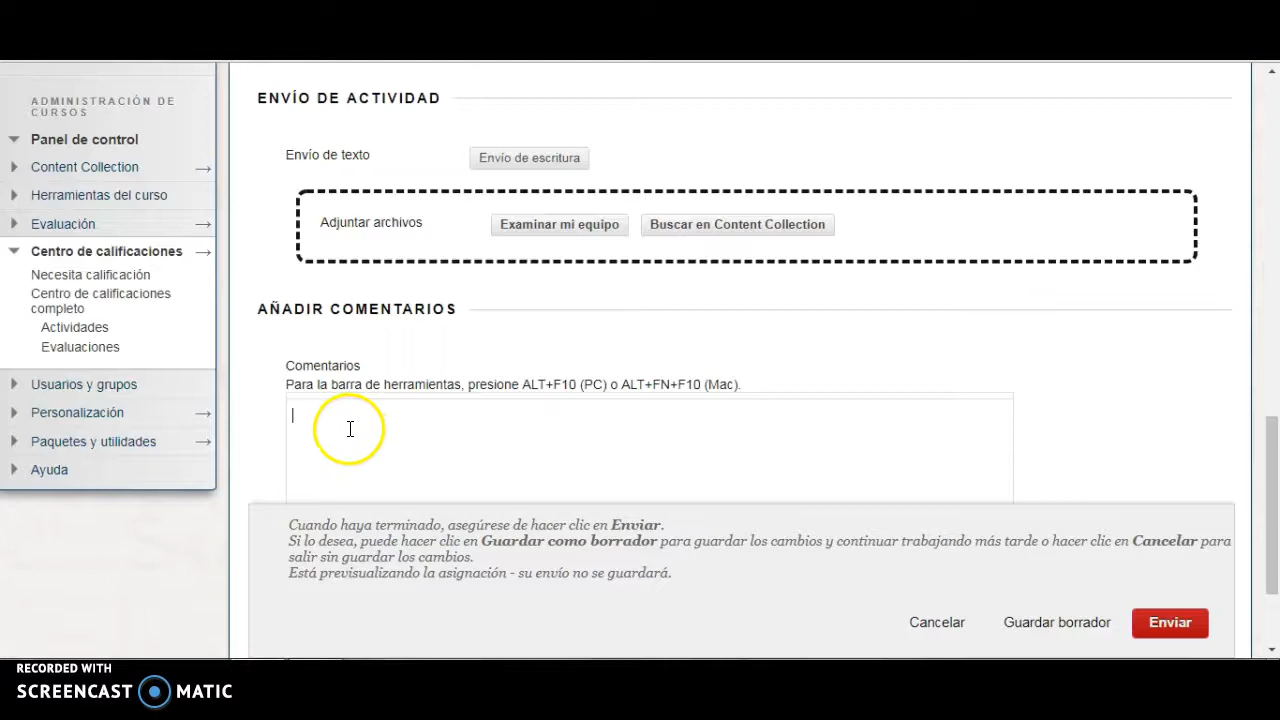 ADMINISTRACIÓN DE
CURSOS
Panel de control
Content Collection
Herramientas del curso
Evaluación
Centro de calificaciones
Necesita calificación
Centro de calificaciones
completo
Actividades
Evaluaciones
Usuarios y grupos
Personalización
Paquetes y utilidades
Ayuda
ENVÍO DE ACTIVIDAD
Envío de texto
Envío de escritura
Adjuntar archivos
Examinar mi equipo
Buscar en Content Collection
AÑADIR COMENTARIOS
Comentarios
Para la barra de herramientas, presione ALT+F10 (PC) o ALT+FN+F10 (Mac).
Cuando haya terminado, asegúrese de hacer clic en Enviar.
Si lo desea, puede hacer clic en Guardar como borrador para guardar los cambios y continuar trabajando más tarde o hacer clic en Cancelar para
salir sin guardar los cambios.
Está previsualizando la asignación - su envío no se guardará.
Cancelar
Guardar borrador
Enviar
RECORDED WITH
SCREENCAST MATIC